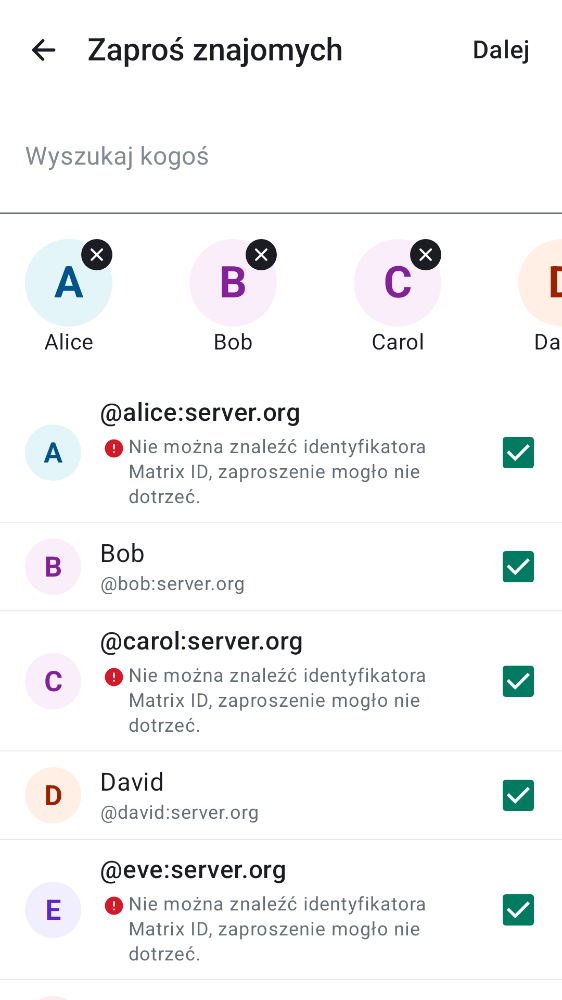 Zaproś znajomych
Dalej
Wyszukaj kogoś
A
B
C
D
Alice
Bob
Carol
Da
@alice:server.org
A
Nie można znaleźć identyfikatora
Matrix ID, zaproszenie mogło nie
dotrzeć.
Bob
B
@bob:server.org
@carol:server.org
C
Nie można znaleźć identyfikatora
Matrix ID, zaproszenie mogło nie
dotrzeć.
David
D
@david:server.org
@eve:server.org
E
Nie można znaleźć identyfikatora
Matrix ID, zaproszenie mogło nie
dotrzeć.